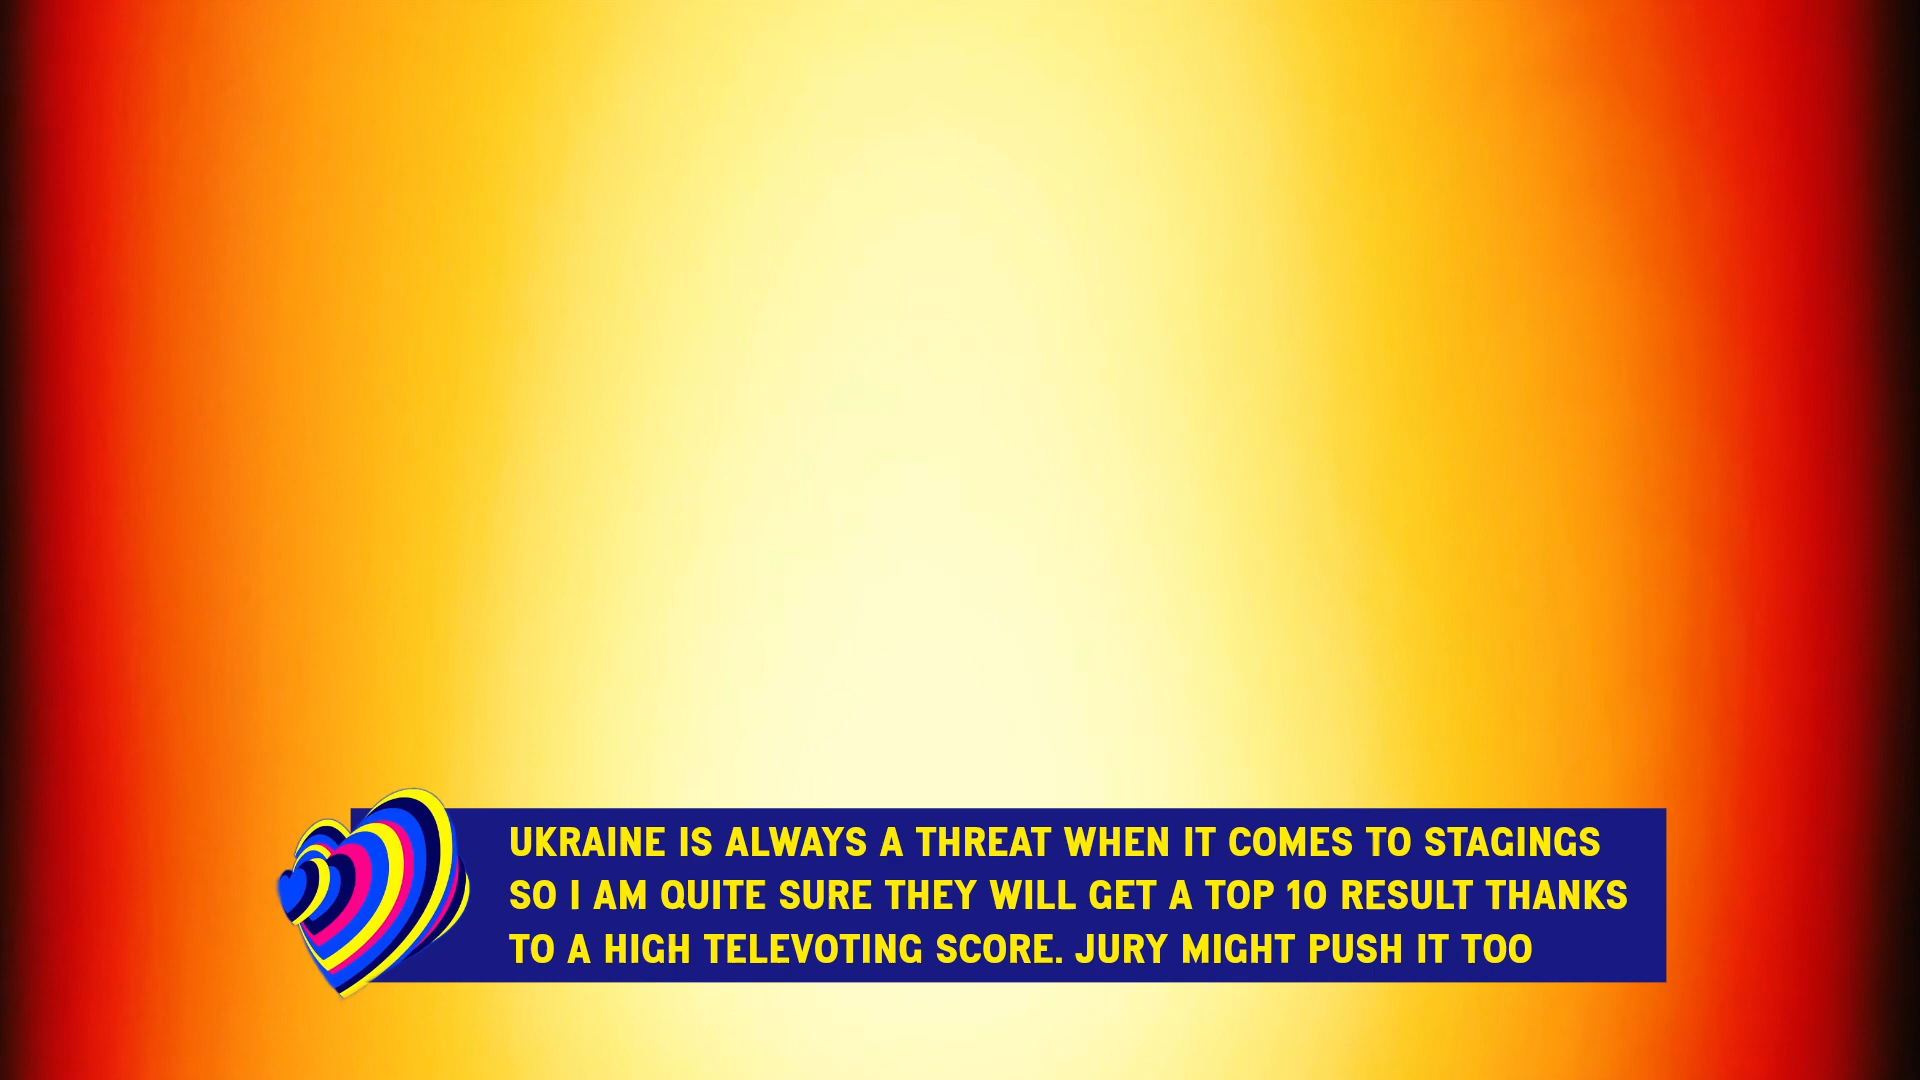 UKRAINE IS ALWAYS A THREAT WHEN IT COMES TO STAGINGS
SO I AM QUITE SURE THEY WILL GET A TOP 10 RESULT THANKS
TO A HIGH TELEVOTING SCORE. JURY MIGHT PUSH IT TOO